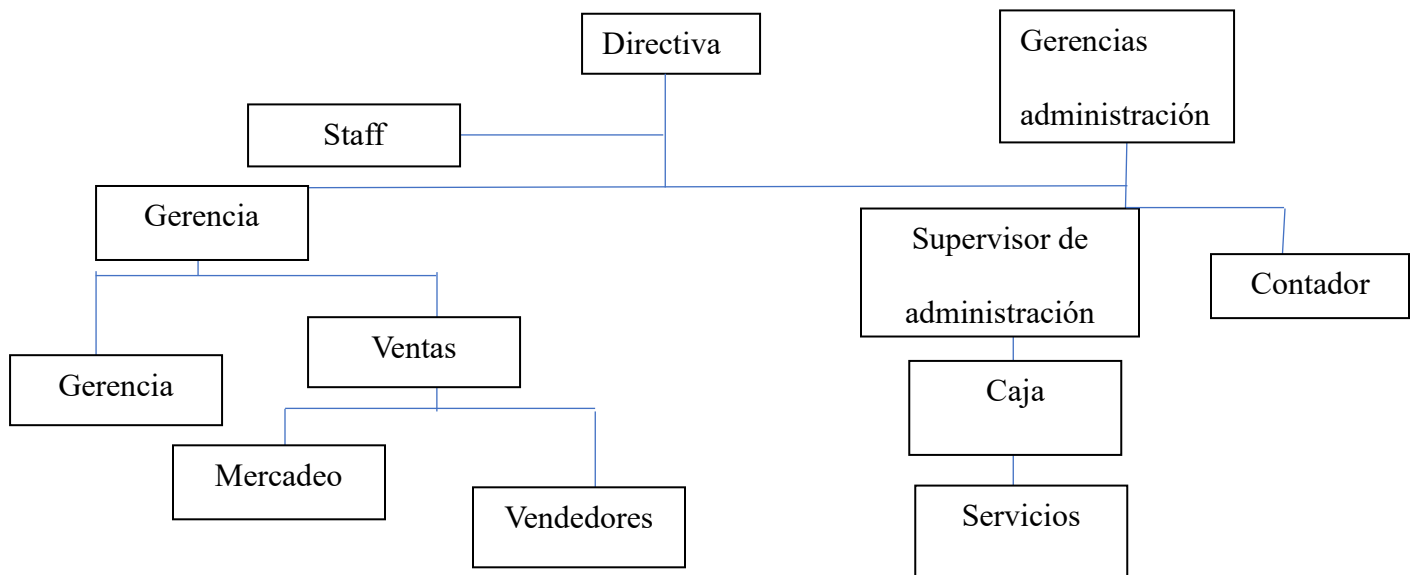 Directiva
Gerencias
administración
Staff
Gerencia
Supervisor de
administración
Contador
Ventas
Gerencia
Caja
Mercadeo
Vendedores
Servicios